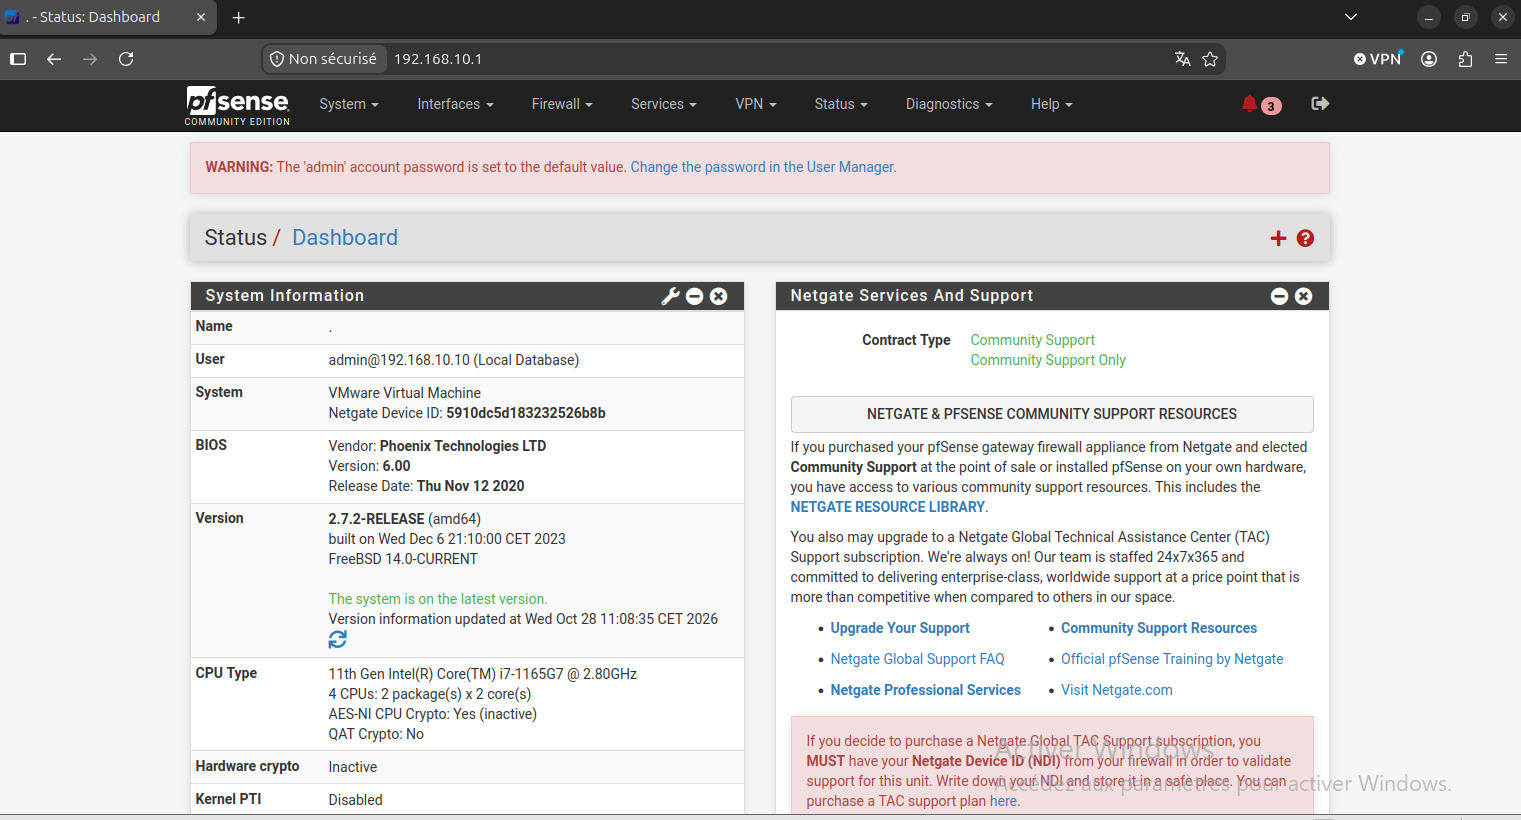 . - Status: Dashboard
Non sécurisé
192.168.10.1
VPN
pfsense
COMMUNITY EDITION
System
Interfaces
Firewall
Services
VPN
Status
Diagnostics
Help
3
WARNING: The 'admin' account password is set to the default value. Change the password in the User Manager.
Status / Dashboard
System Information
Name .
User admin@192.168.10.10 (Local Database)
System VMware Virtual Machine
Netgate Device ID: 5910dc5d183232526b8b
BIOS Vendor: Phoenix Technologies LTD
Version: 6.00
Release Date: Thu Nov 12 2020
Version 2.7.2-RELEASE (amd64)
built on Wed Dec 6 21:10:00 CET 2023
FreeBSD 14.0-CURRENT
The system is on the latest version.
Version information updated at Wed Oct 28 11:08:35 CET 2026
CPU Type 11th Gen Intel(R) Core(TM) i7-1165G7 @ 2.80GHz
4 CPUs: 2 package(s) x 2 core(s)
AES-NI CPU Crypto: Yes (inactive)
QAT Crypto: No
Hardware crypto Inactive
Kernel PTI Disabled
Netgate Services And Support
Contract Type Community Support
Community Support Only
NETGATE & PFSENSE COMMUNITY SUPPORT RESOURCES
If you purchased your pfSense gateway firewall appliance from Netgate and elected
Community Support at the point of sale or installed pfSense on your own hardware,
you have access to various community support resources. This includes the
NETGATE RESOURCE LIBRARY.
You also may upgrade to a Netgate Global Technical Assistance Center (TAC)
Support subscription. We're always on! Our team is staffed 24x7x365 and
committed to delivering enterprise-class, worldwide support at a price point that is
more than competitive when compared to others in our space.
• Upgrade Your Support
• Community Support Resources
• Netgate Global Support FAQ
• Official pfSense Training by Netgate
• Netgate Professional Services
• Visit Netgate.com
If you decide to purchase a Netgate Global TAC Support subscription, you
MUST have your Netgate Device ID (NDI) from your firewall in order to validate
support for this unit. Write down your NDI and store it in a safe place. You can
purchase a TAC support plan here.
Activer Windows
Accédez aux paramètres pour activer Windows.